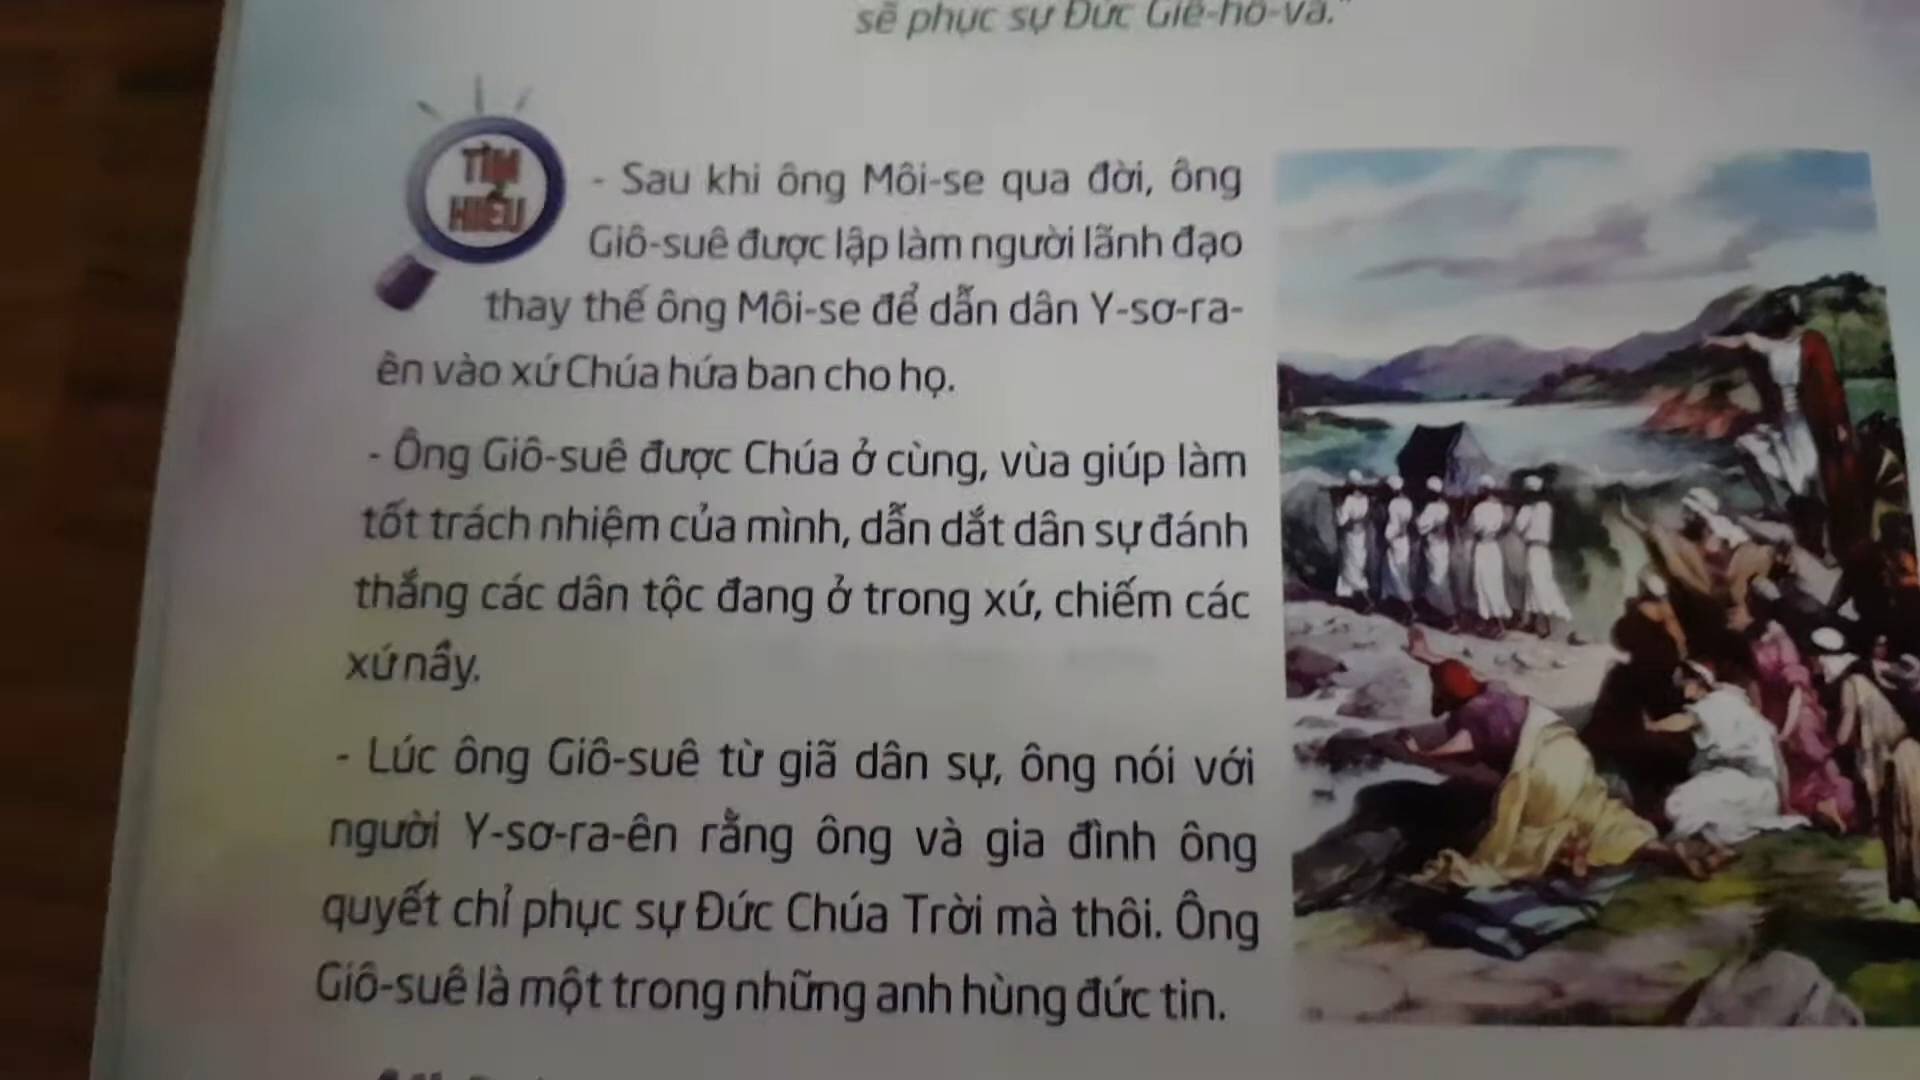 sẽ phục sự Đức Giê-hô-va."
TÌM
HIỂU
- Sau khi ông Môi-se qua đời, ông
Giô-suê được lập làm người lãnh đạo
thay thế ông Môi-se để dẫn dân Y-sơ-ra-
ên vào xứ Chúa hứa ban cho họ.
- Ông Giô-suê được Chúa ở cùng, vùa giúp làm
tốt trách nhiệm của mình, dẫn dắt dân sự đánh
thắng các dân tộc đang ở trong xứ, chiếm các
xứ nầy.
- Lúc ông Giô-suê từ giã dân sự, ông nói với
người Y-sơ-ra-ên rằng ông và gia đình ông
quyết chỉ phục sự Đức Chúa Trời mà thôi. Ông
Giô-suê là một trong những anh hùng đức tin.